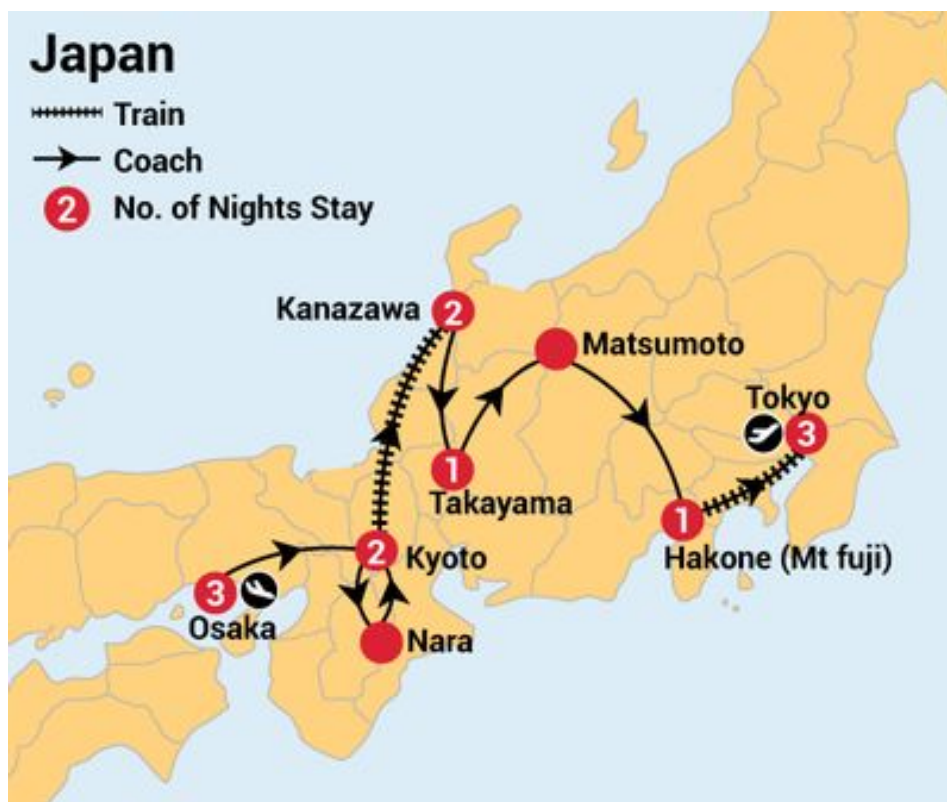 Japan
Train
Coach
2 No. of Nights Stay
Kanazawa 2
Matsumoto
Tokyo
3
1
Takayama
1
Hakone (Mt fuji)
2 Kyoto
3
Osaka
Nara